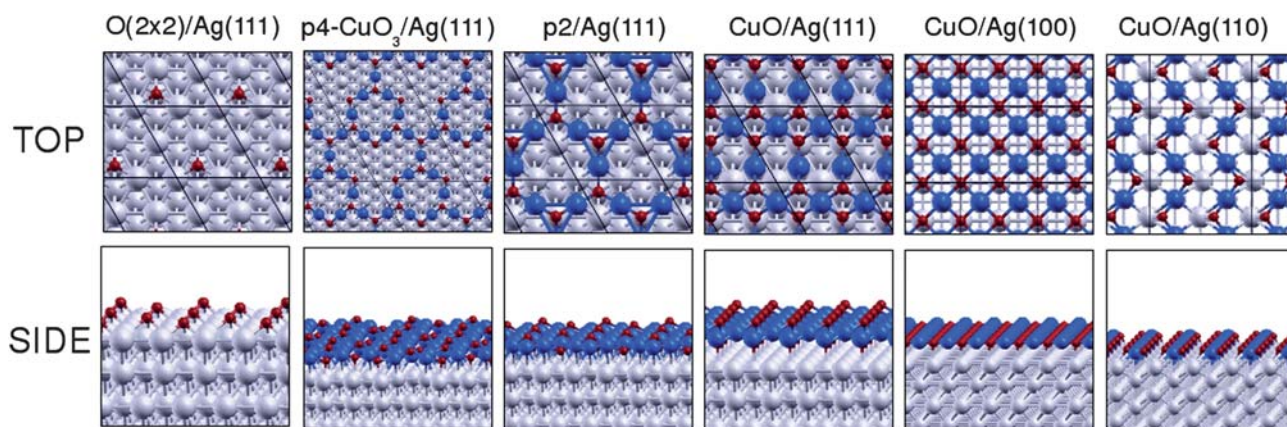 O(2x2)/Ag(111) p4-CuO₃/Ag(111) p2/Ag(111) CuO/Ag(111) CuO/Ag(100) CuO/Ag(110)
TOP
SIDE